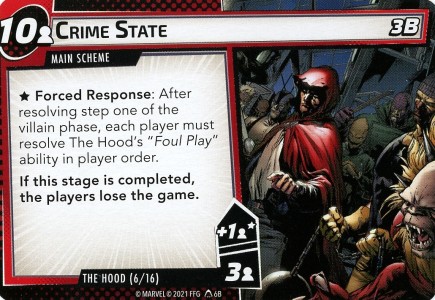 10 CRIME STATE 3B
MAIN SCHEME
★ Forced Response: After
resolving step one of the
villain phase, each player must
resolve The Hood's "Foul Play"
ability in player order.
If this stage is completed,
the players lose the game.
+1 ★
3
THE HOOD (6/16)
© MARVEL © 2021 FFG 6B